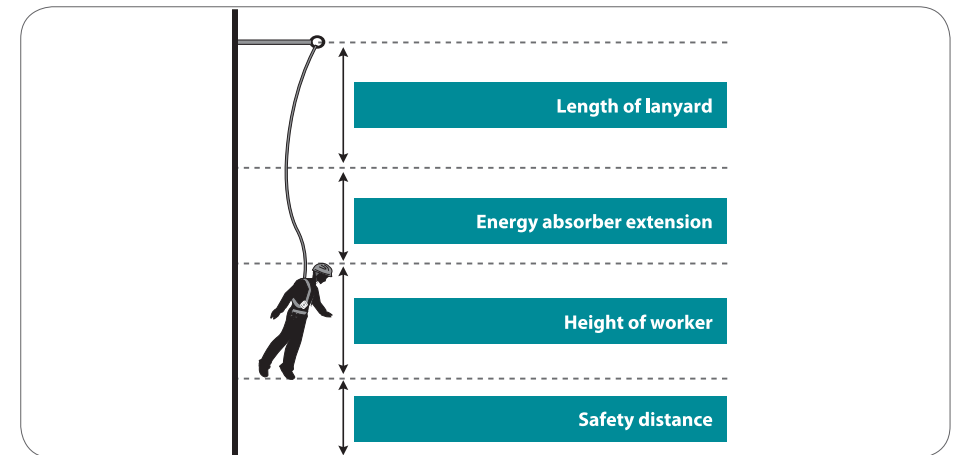 Length of lanyard
Energy absorber extension
Height of worker
Safety distance